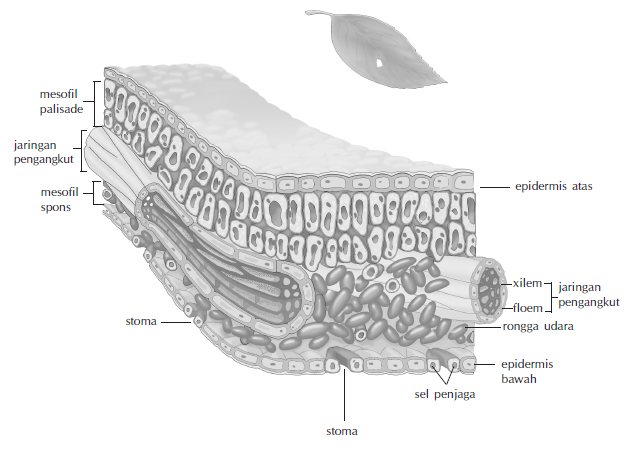 mesofil
palisade
jaringan
pengangkut
mesofil
spons
epidermis atas
xilem
floem
jaringan
pengangkut
rongga udara
stoma
epidermis
bawah
sel penjaga
stoma